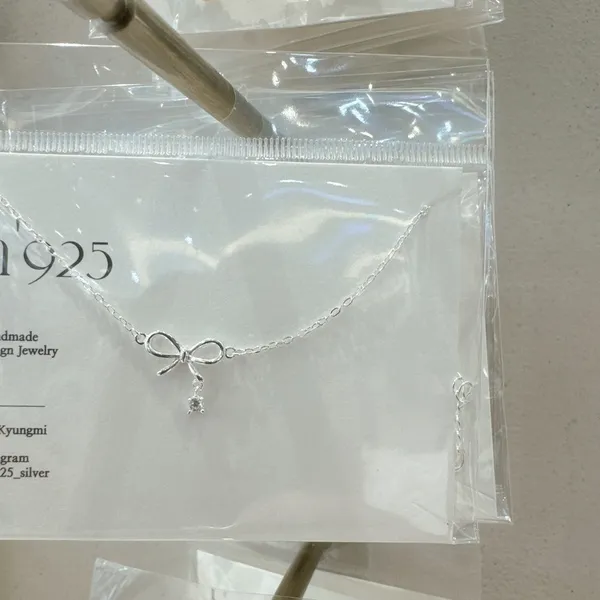 '925
dmade
gn Jewelry
Kyungmi
gram
25_silver